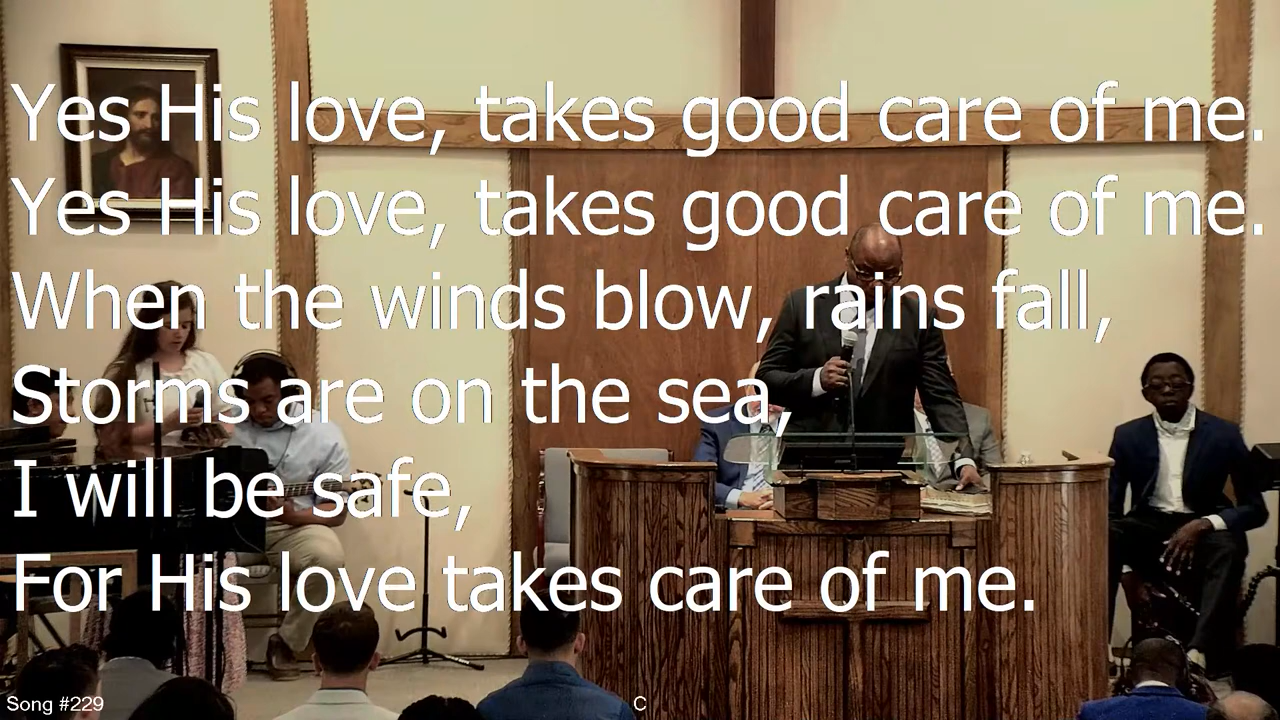 Yes His love, takes good care of me.
Yes His love, takes good care of me.
When the winds blow, rains fall,
Storms are on the sea,
I will be safe,
For His love takes care of me.
Song #229
C